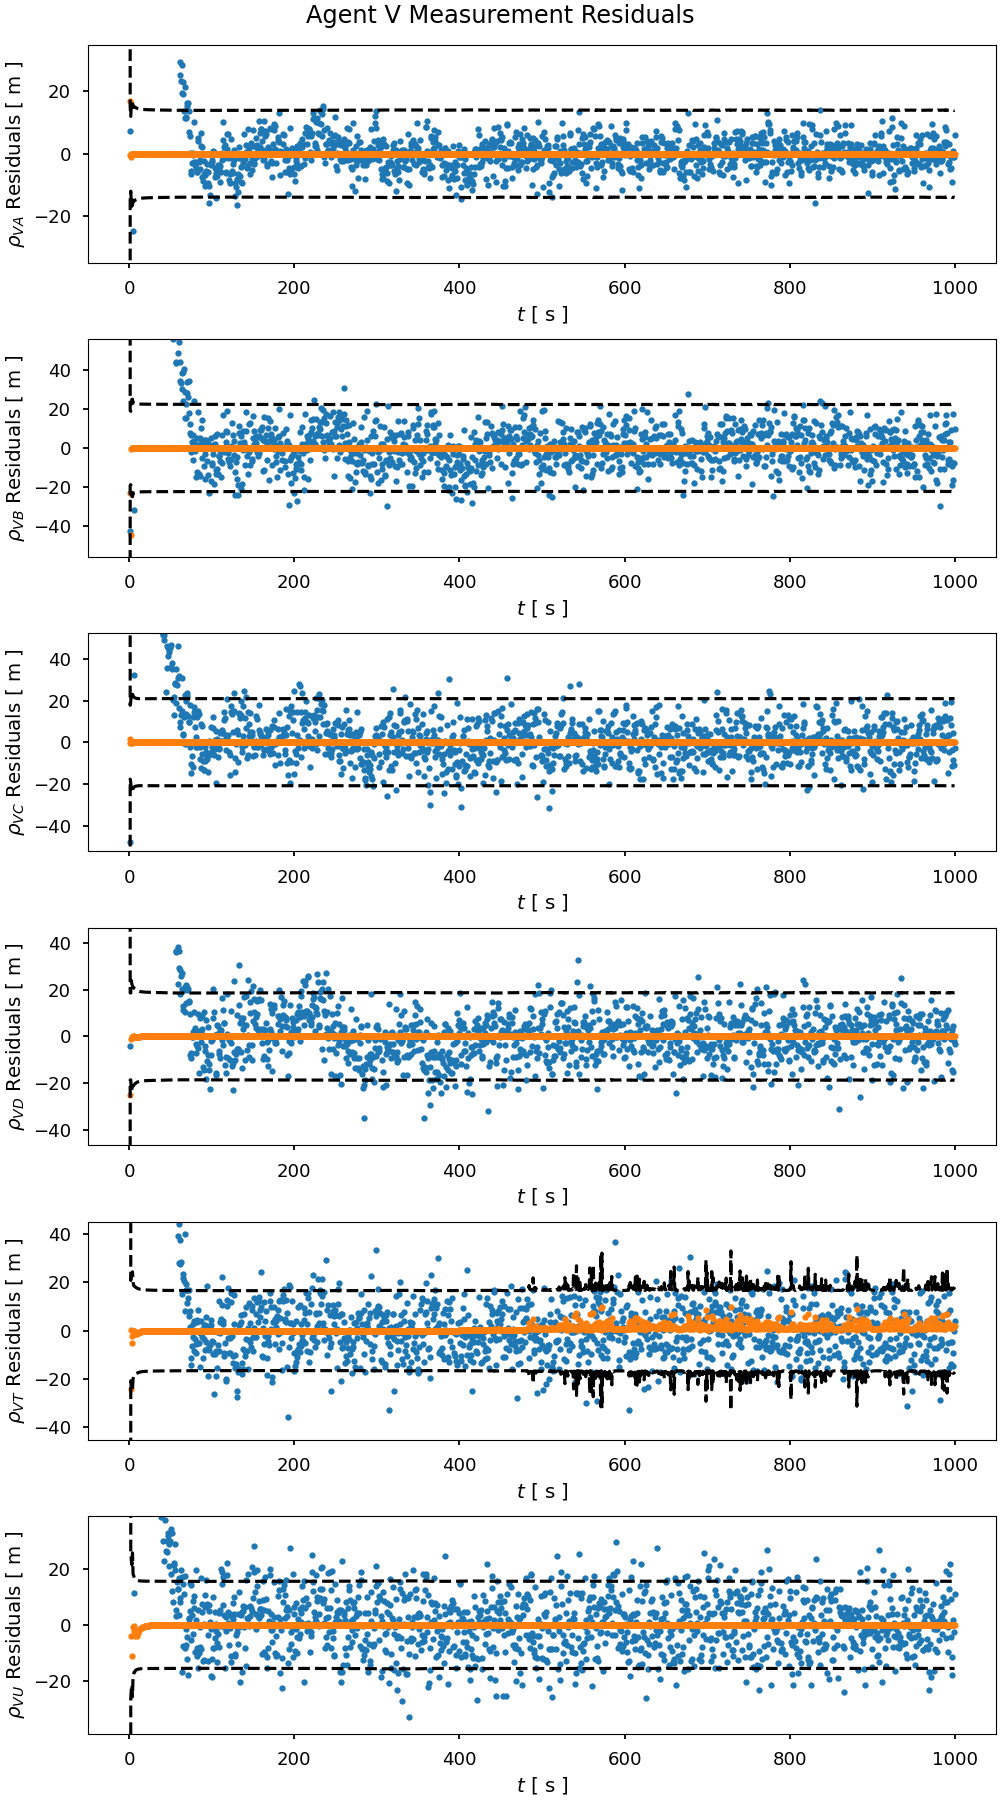 Agent V Measurement Residuals
ρVA Residuals [ m ]
20
0
−20
0 200 400 600 800 1000
t [ s ]
ρVB Residuals [ m ]
40
20
0
−20
−40
0 200 400 600 800 1000
t [ s ]
ρVC Residuals [ m ]
40
20
0
−20
−40
0 200 400 600 800 1000
t [ s ]
ρVD Residuals [ m ]
40
20
0
−20
−40
0 200 400 600 800 1000
t [ s ]
ρVT Residuals [ m ]
40
20
0
−20
−40
0 200 400 600 800 1000
t [ s ]
ρVU Residuals [ m ]
20
0
−20
0 200 400 600 800 1000
t [ s ]